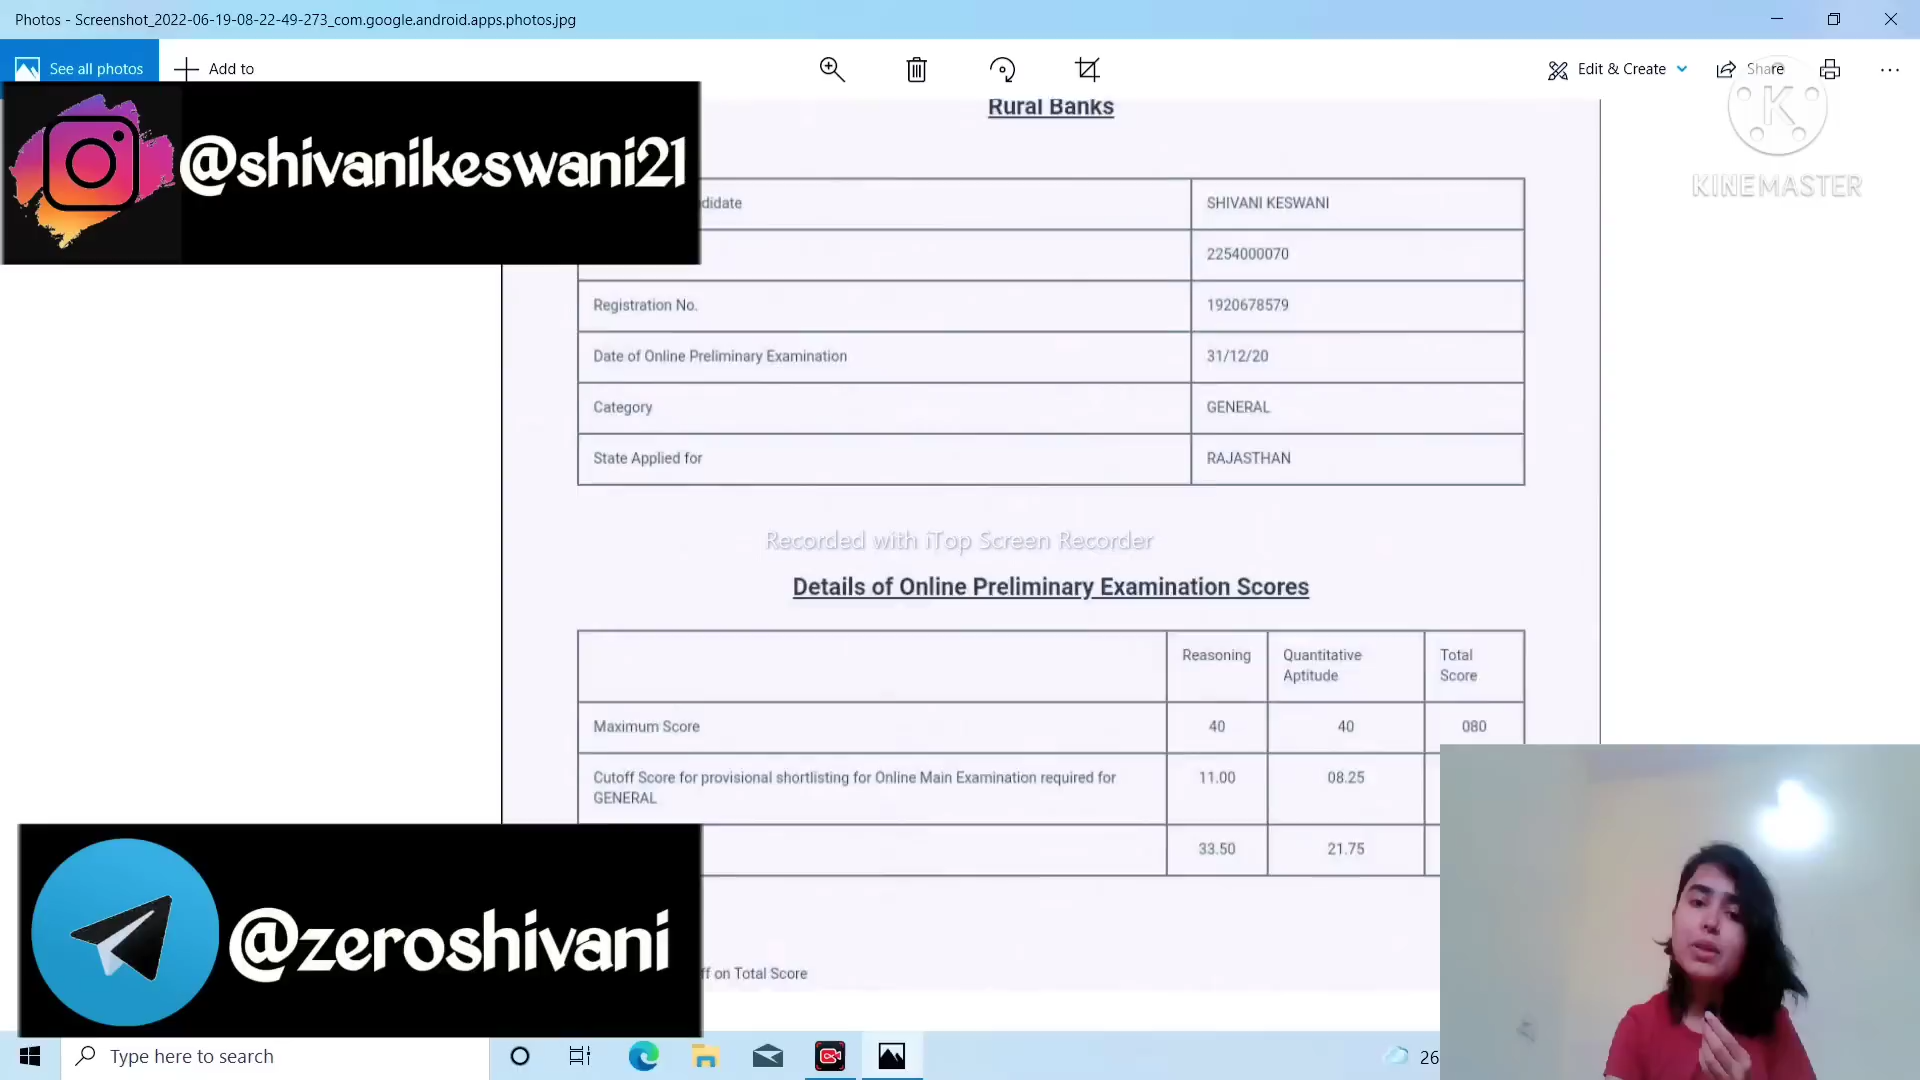 Photos - Screenshot_2022-06-19-08-22-49-273_com.google.android.apps.photos.jpg
See all photos
Add to
Edit & Create
Share
K
KINEMASTER
@shivanikeswani21
Rural Banks
didate
SHIVANI KESWANI
2254000070
Registration No.
1920678579
Date of Online Preliminary Examination
31/12/20
Category
GENERAL
State Applied for
RAJASTHAN
Recorded with iTop Screen Recorder
Details of Online Preliminary Examination Scores
Reasoning
Quantitative
Aptitude
Total
Score
Maximum Score
40
40
080
Cutoff Score for provisional shortlisting for Online Main Examination required for
GENERAL
11.00
08.25
33.50
21.75
@zeroshivani
ff on Total Score
Type here to search
26